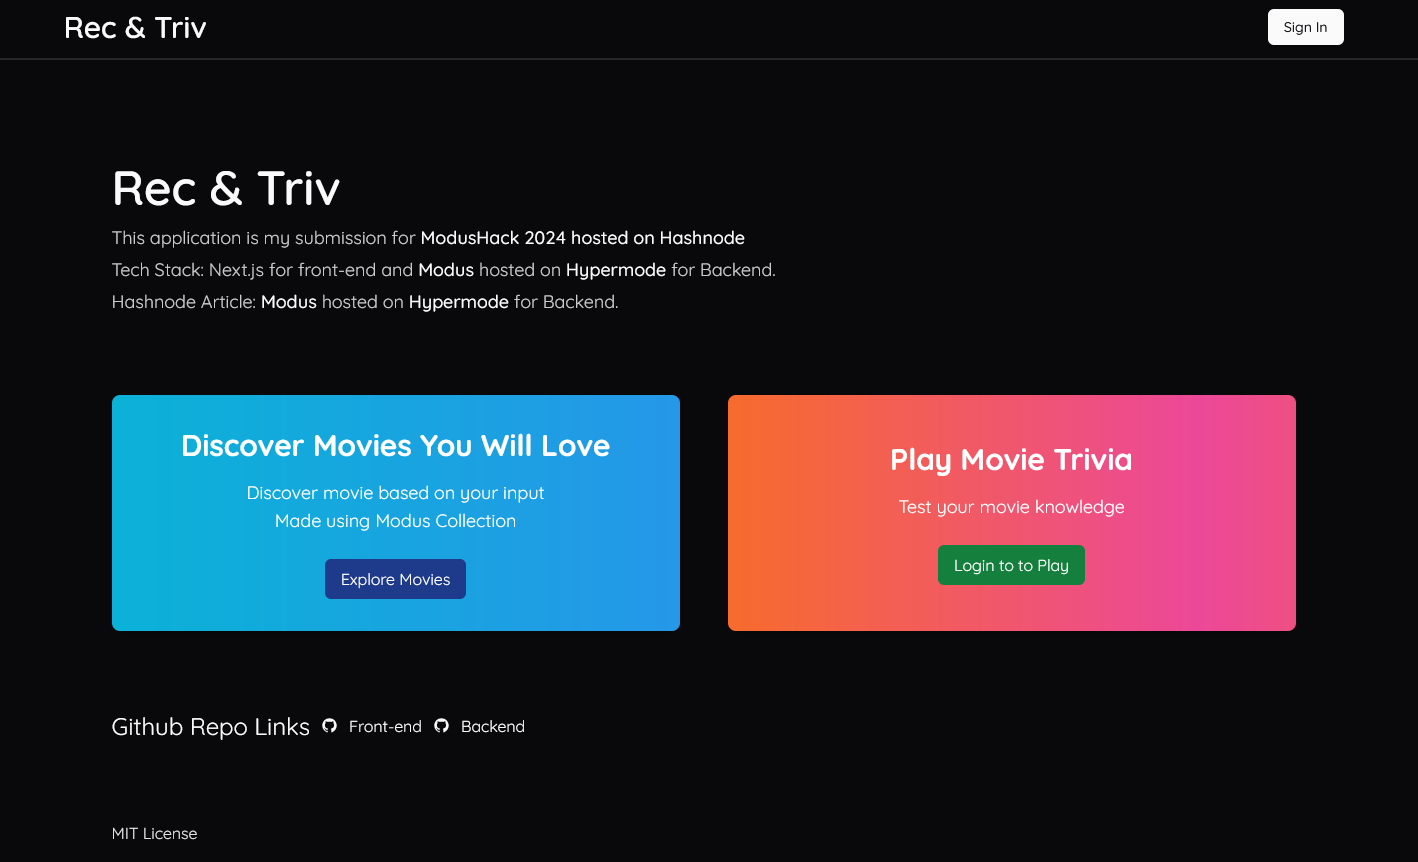 Rec & Triv
Sign In
Rec & Triv
This application is my submission for ModusHack 2024 hosted on Hashnode
Tech Stack: Next.js for front-end and Modus hosted on Hypermode for Backend.
Hashnode Article: Modus hosted on Hypermode for Backend.
Discover Movies You Will Love
Discover movie based on your input
Made using Modus Collection
Explore Movies
Play Movie Trivia
Test your movie knowledge
Login to to Play
Github Repo Links Front-end Backend
MIT License